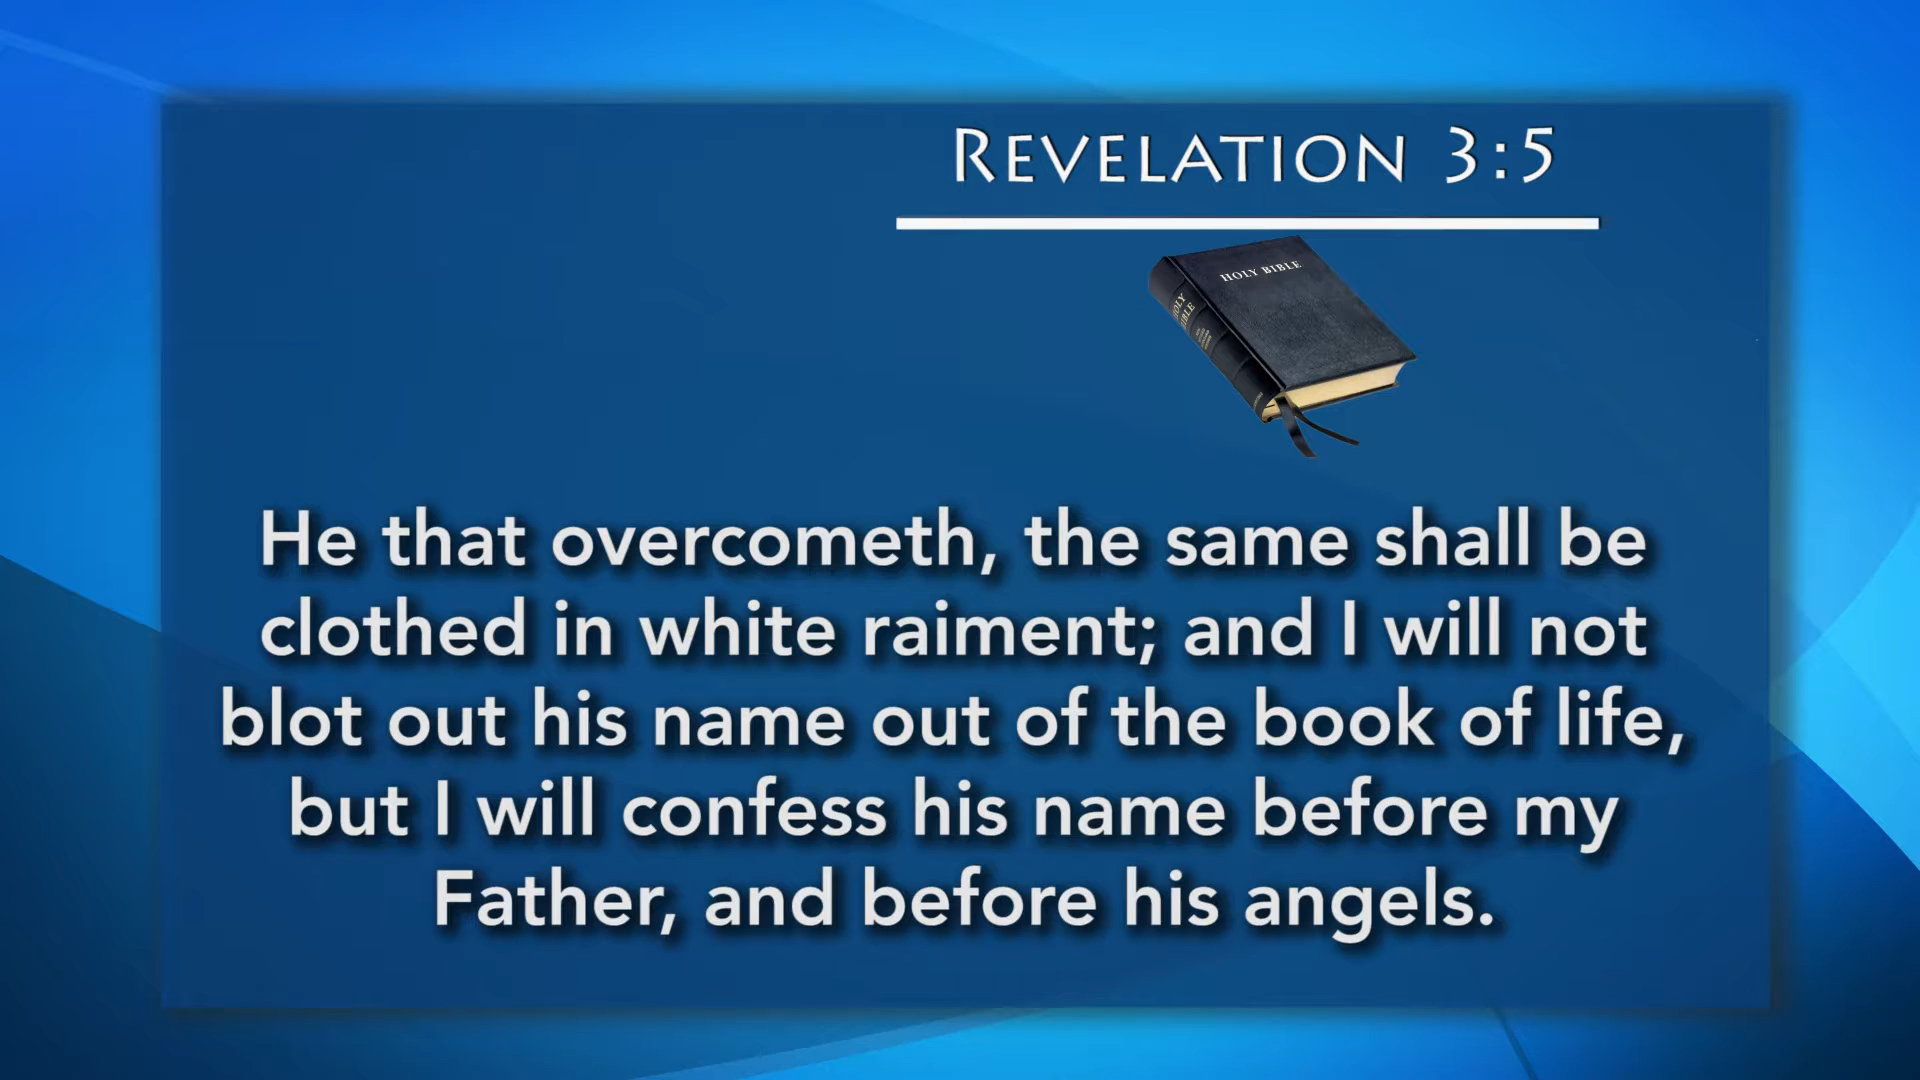 Revelation 3:5
HOLY BIBLE
HOLY
BIBLE
He that overcometh, the same shall be
clothed in white raiment; and I will not
blot out his name out of the book of life,
but I will confess his name before my
Father, and before his angels.